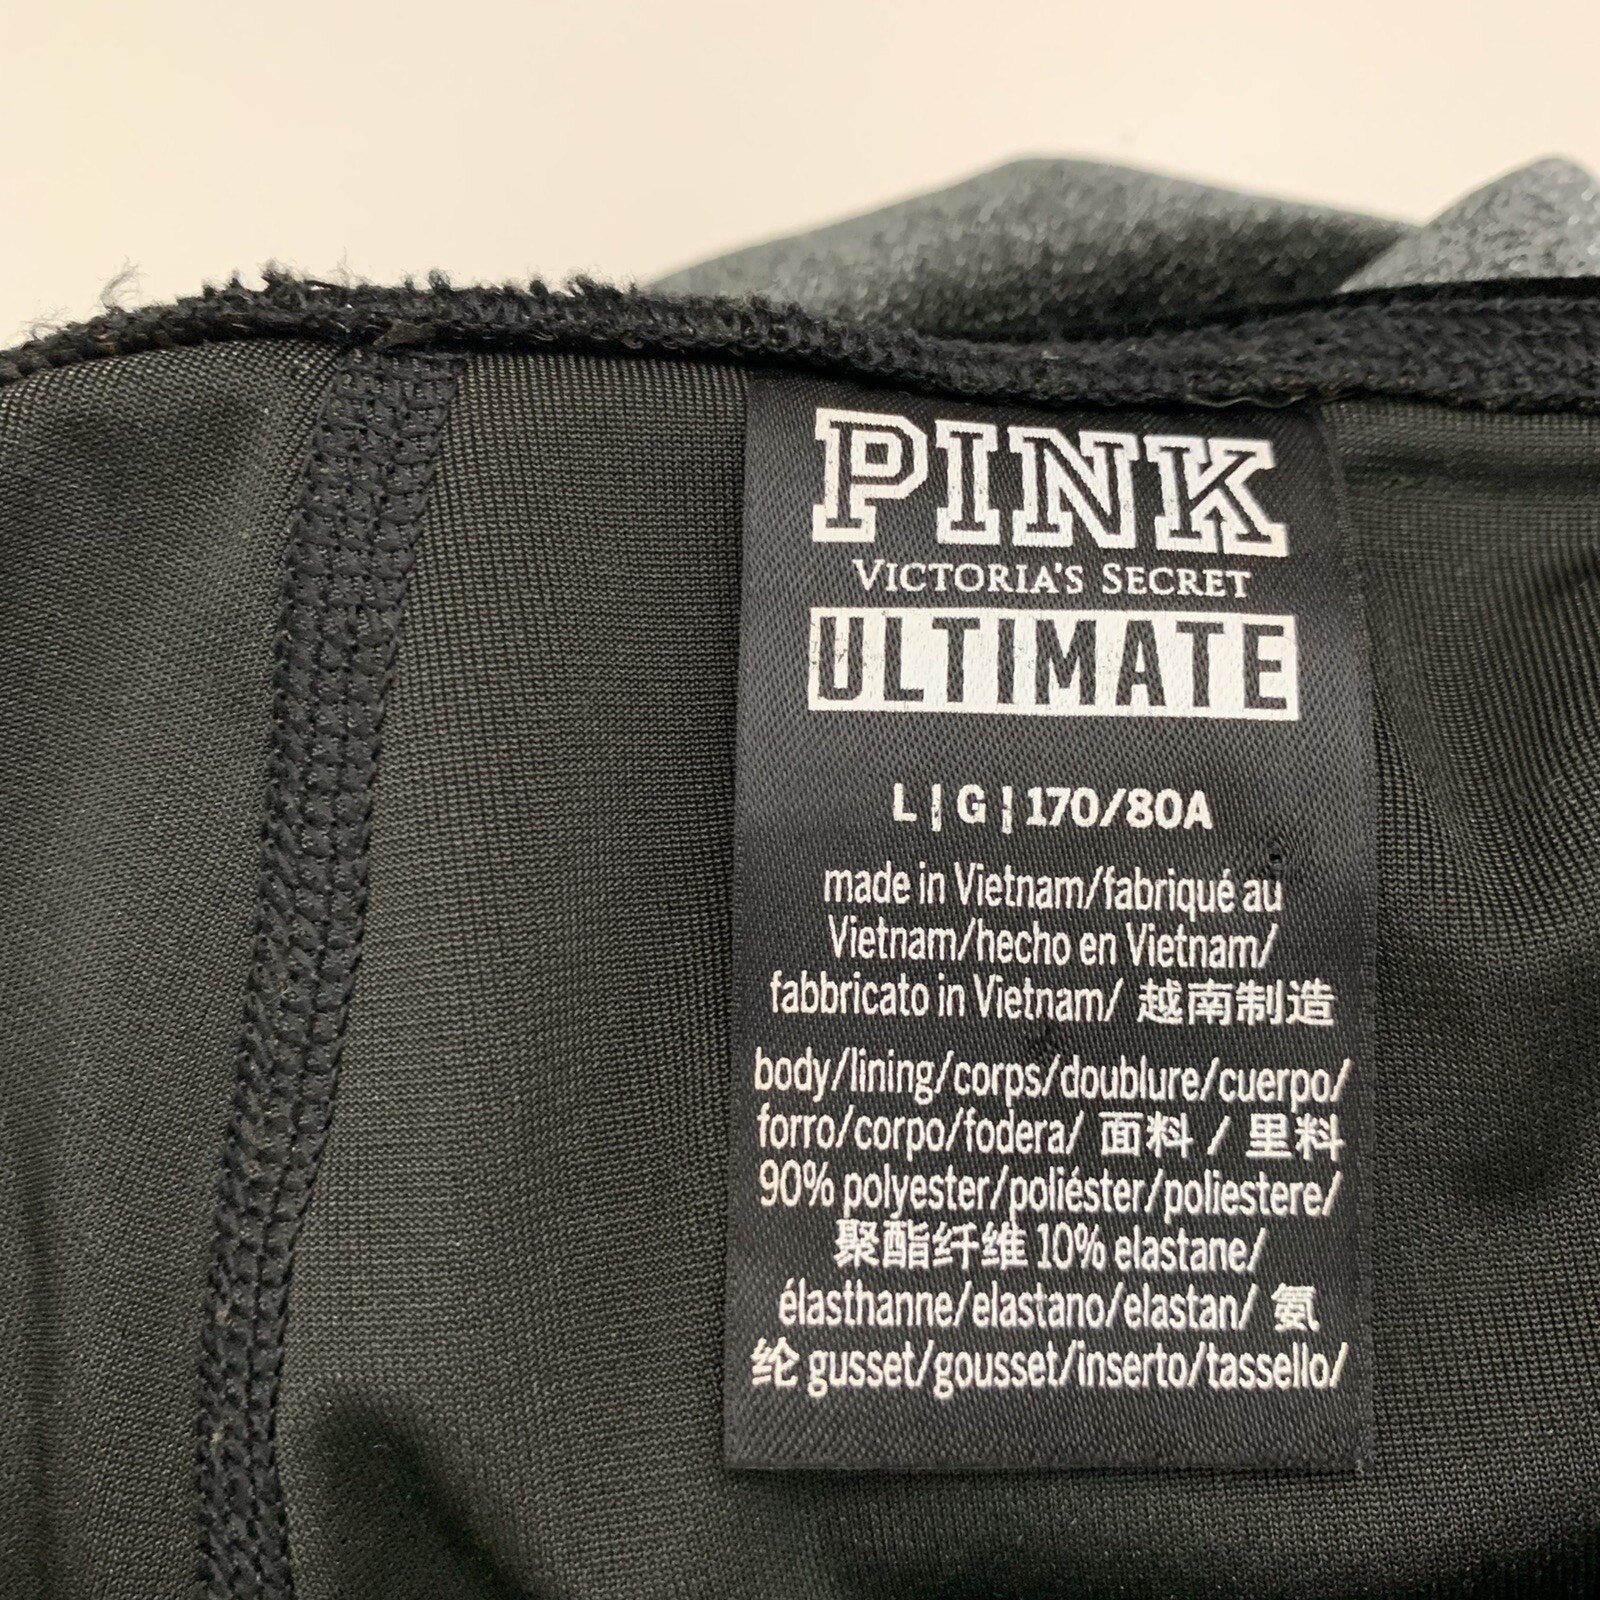 PINK
VICTORIA'S SECRET
ULTIMATE
L | G | 170/80A
made in Vietnam/fabriqué au
Vietnam/hecho en Vietnam/
fabbricato in Vietnam/ 越南制造
body/lining/corps/doublure/cuerpo/
forro/corpo/fodera/ 面料 / 里料
90% polyester/poliéster/poliestere/
聚酯纤维 10% elastane/
élasthanne/elastano/elastan/ 氨
纶 gusset/gousset/inserto/tassello/